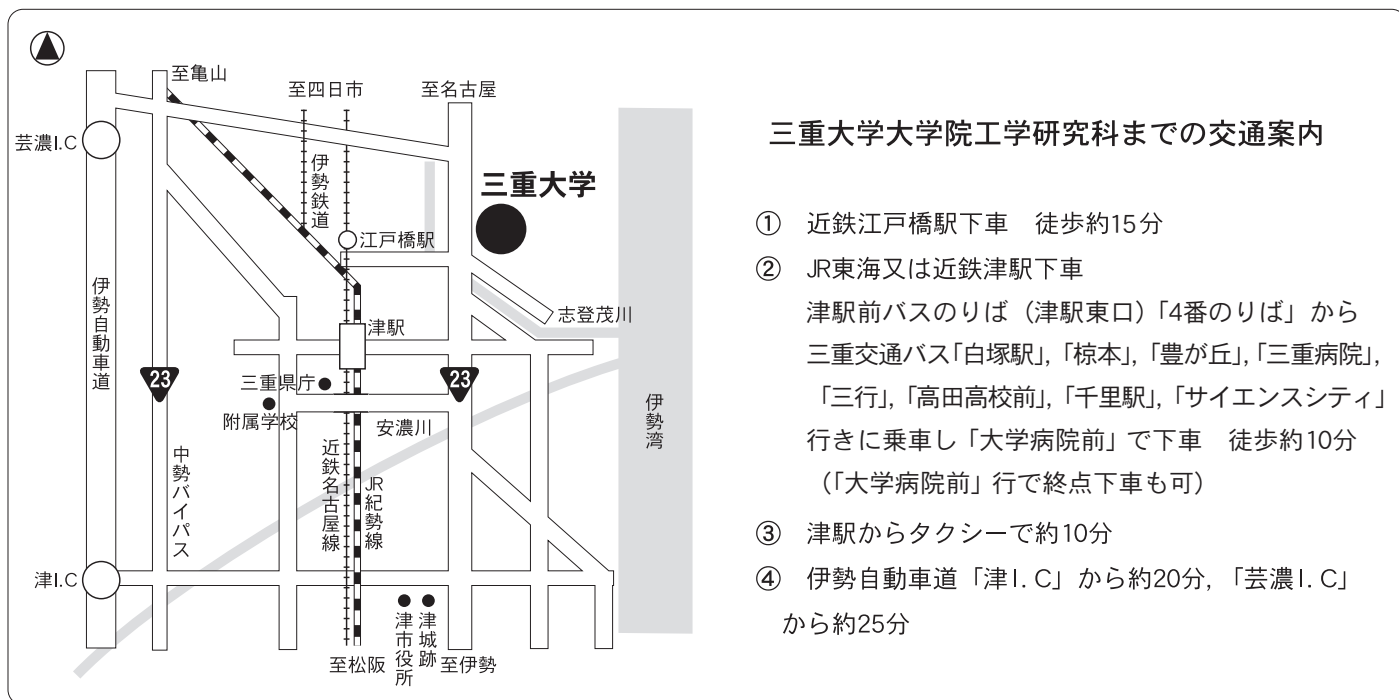 至亀山
至四日市
至名古屋
芸濃I.C
伊勢鉄道
三重大学
江戸橋駅
伊勢自動車道
志登茂川
津駅
23
23
三重県庁
附属学校
安濃川
伊勢湾
中勢バイパス
近鉄名古屋線
JR紀勢線
津I.C
津市役所
津城跡
至松阪
至伊勢
三重大学大学院工学研究科までの交通案内
① 近鉄江戸橋駅下車 徒歩約15分
② JR東海又は近鉄津駅下車
津駅前バスのりば(津駅東口)「4番のりば」から
三重交通バス「白塚駅」,「椋本」,「豊が丘」,「三重病院」,
「三行」,「高田高校前」,「千里駅」,「サイエンスシティ」
行きに乗車し「大学病院前」で下車 徒歩約10分
(「大学病院前」行で終点下車も可)
③ 津駅からタクシーで約10分
④ 伊勢自動車道「津I. C」から約20分,「芸濃I. C」
から約25分